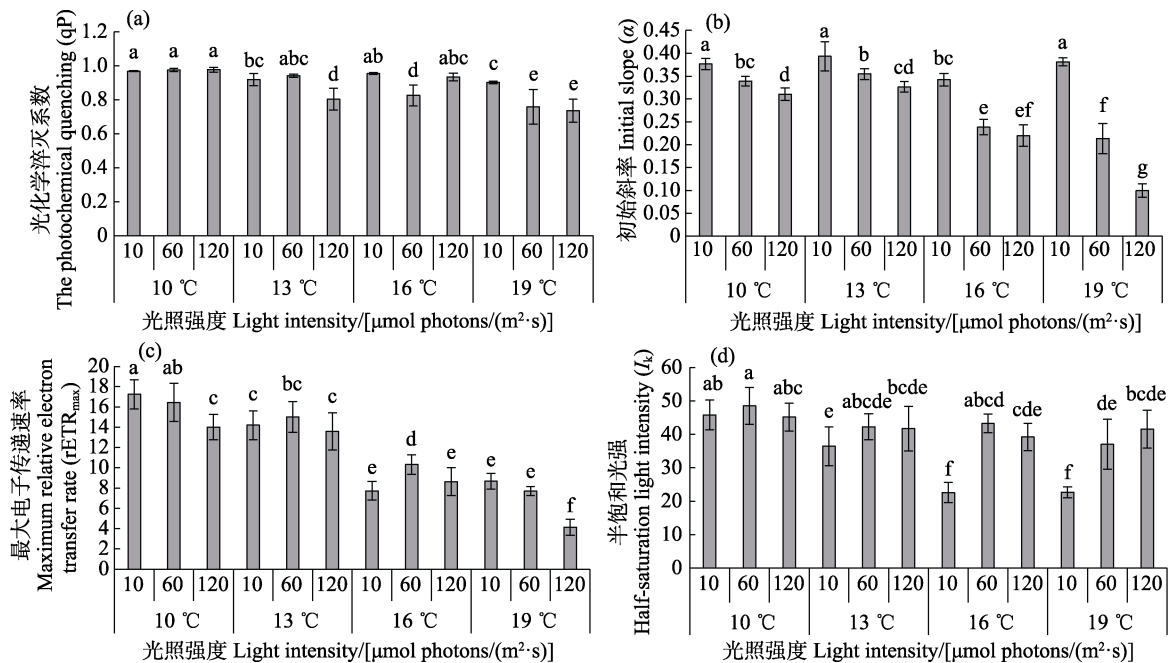 (a)
光化学淬灭系数
The photochemical quenching (qP)
1.2
1.0
0.8
0.6
0.4
0.2
0
a a a bc abc d ab d abc c e e
10 60 120 10 60 120 10 60 120 10 60 120
10 ℃ 13 ℃ 16 ℃ 19 ℃
光照强度 Light intensity/[μmol photons/(m²·s)]
(b)
初始斜率 Initial slope (α)
0.45
0.40
0.35
0.30
0.25
0.20
0.15
0.10
0.05
0
a bc d a b cd bc e ef a f g
10 60 120 10 60 120 10 60 120 10 60 120
10 ℃ 13 ℃ 16 ℃ 19 ℃
光照强度 Light intensity/[μmol photons/(m²·s)]
(c)
最大电子传递速率
Maximum relative electron
transfer rate (rETRmax)
20
18
16
14
12
10
8
6
4
2
0
a ab c c bc c e d e e e f
10 60 120 10 60 120 10 60 120 10 60 120
10 ℃ 13 ℃ 16 ℃ 19 ℃
光照强度 Light intensity/[μmol photons/(m²·s)]
(d)
半饱和光强
Half-saturation light intensity (Ik)
60
50
40
30
20
10
0
ab a abc e abcde bcde f abcd cde f de bcde
10 60 120 10 60 120 10 60 120 10 60 120
10 ℃ 13 ℃ 16 ℃ 19 ℃
光照强度 Light intensity/[μmol photons/(m²·s)]